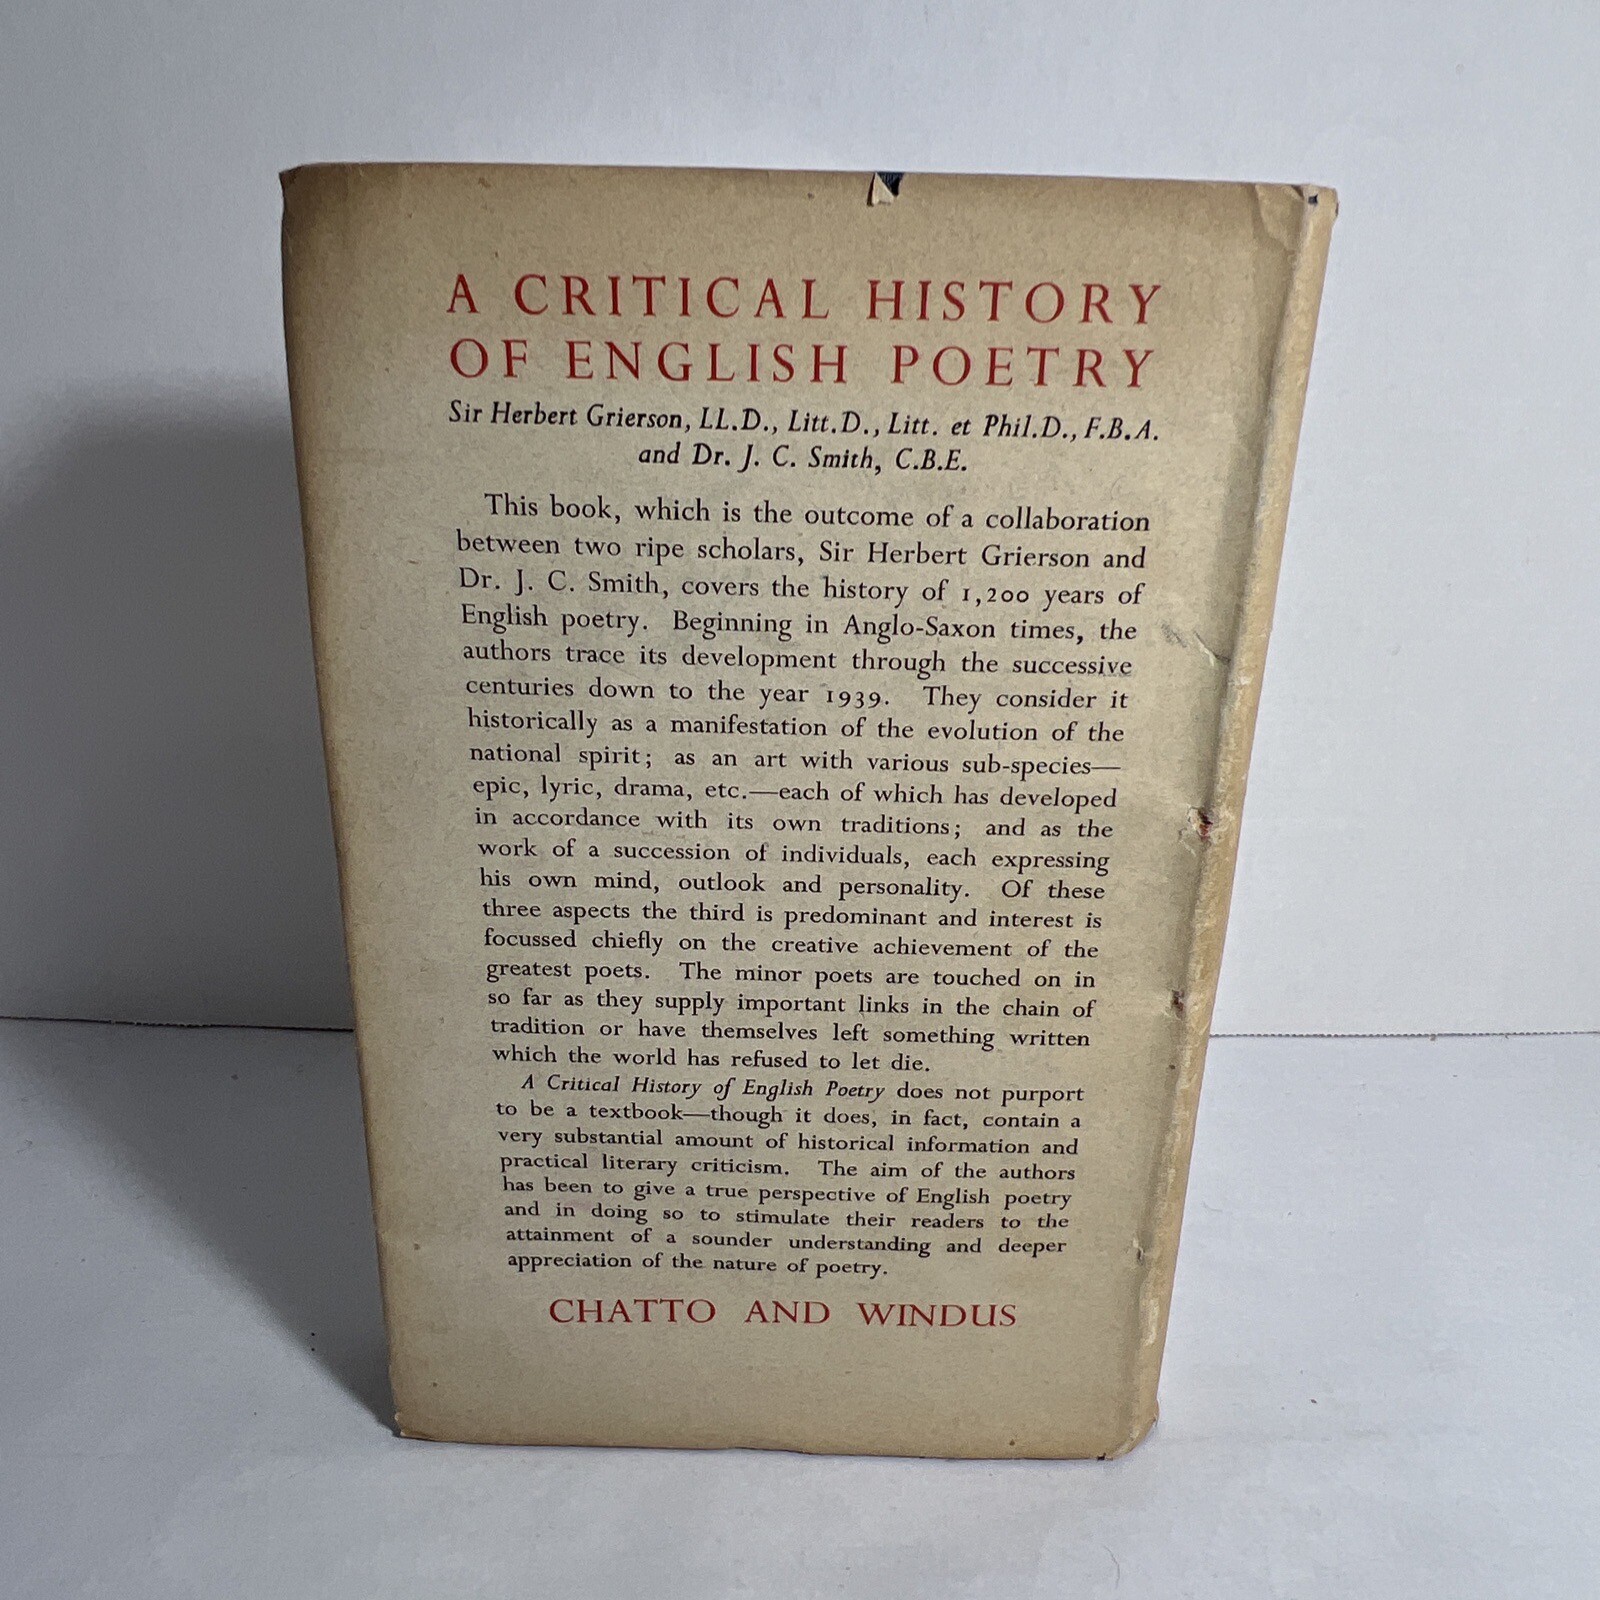 A CRITICAL HISTORY
OF ENGLISH POETRY
Sir Herbert Grierson, LL.D., Litt.D., Litt. et Phil.D., F.B.A.
and Dr. J. C. Smith, C.B.E.
This book, which is the outcome of a collaboration
between two ripe scholars, Sir Herbert Grierson and
Dr. J. C. Smith, covers the history of 1,200 years of
English poetry. Beginning in Anglo-Saxon times, the
authors trace its development through the successive
centuries down to the year 1939. They consider it
historically as a manifestation of the evolution of the
national spirit; as an art with various sub-species—
epic, lyric, drama, etc.—each of which has developed
in accordance with its own traditions; and as the
work of a succession of individuals, each expressing
his own mind, outlook and personality. Of these
three aspects the third is predominant and interest is
focussed chiefly on the creative achievement of the
greatest poets. The minor poets are touched on in
so far as they supply important links in the chain of
tradition or have themselves left something written
which the world has refused to let die.
A Critical History of English Poetry does not purport
to be a textbook—though it does, in fact, contain a
very substantial amount of historical information and
practical literary criticism. The aim of the authors
has been to give a true perspective of English poetry
and in doing so to stimulate their readers to the
attainment of a sounder understanding and deeper
appreciation of the nature of poetry.
CHATTO AND WINDUS